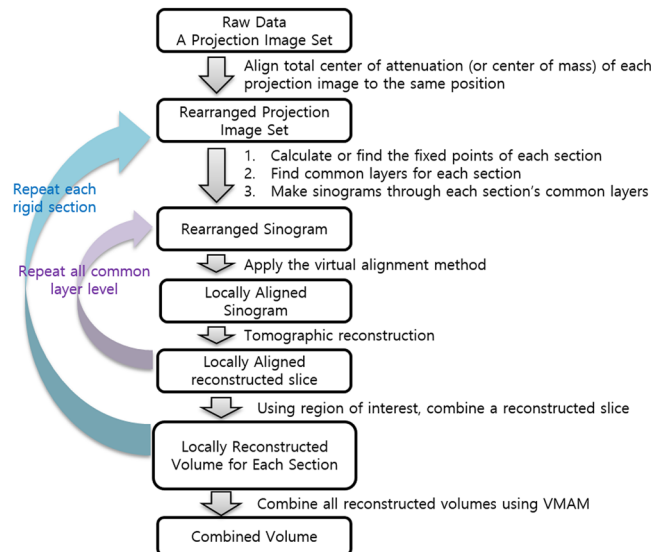 Raw Data
A Projection Image Set
Align total center of attenuation (or center of mass) of each
projection image to the same position
Rearranged Projection
Image Set
1. Calculate or find the fixed points of each section
2. Find common layers for each section
3. Make sinograms through each section's common layers
Repeat each
rigid section
Rearranged Sinogram
Apply the virtual alignment method
Repeat all common
layer level
Locally Aligned
Sinogram
Tomographic reconstruction
Locally Aligned
reconstructed slice
Using region of interest, combine a reconstructed slice
Locally Reconstructed
Volume for Each Section
Combine all reconstructed volumes using VMAM
Combined Volume